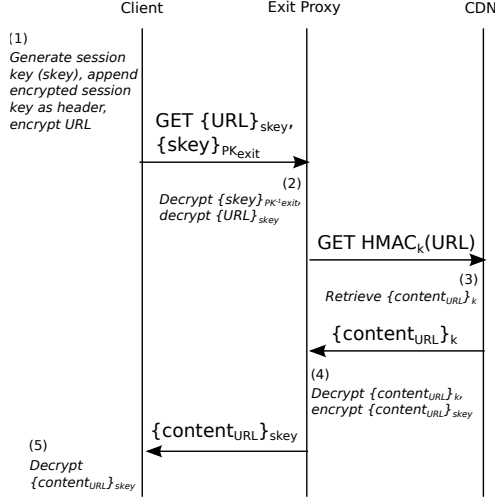 Client Exit Proxy CDN
(1)
Generate session
key (skey), append
encrypted session
key as header,
encrypt URL
GET {URL}skey,
{skey}PKexit
(2)
Decrypt {skey}PK-1exit,
decrypt {URL}skey
GET HMACk(URL)
(3)
Retrieve {contentURL}k
{contentURL}k
(4)
Decrypt {contentURL}k,
encrypt {contentURL}skey
{contentURL}skey
(5)
Decrypt
{contentURL}skey